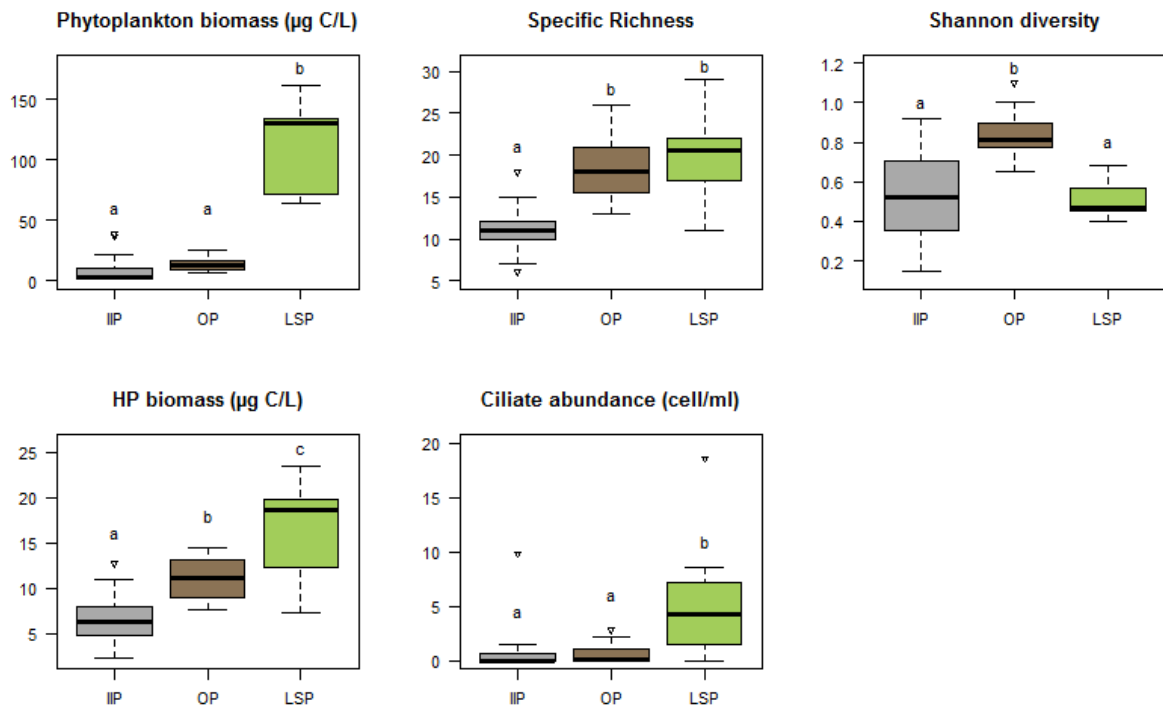 Phytoplankton biomass (µg C/L)
150
100
50
0
a
a
b
IIP
OP
LSP
Specific Richness
30
25
20
15
10
5
a
b
b
IIP
OP
LSP
Shannon diversity
1.2
1.0
0.8
0.6
0.4
0.2
a
b
a
IIP
OP
LSP
HP biomass (µg C/L)
25
20
15
10
5
a
b
c
IIP
OP
LSP
Ciliate abundance (cell/ml)
20
15
10
5
0
a
a
b
IIP
OP
LSP